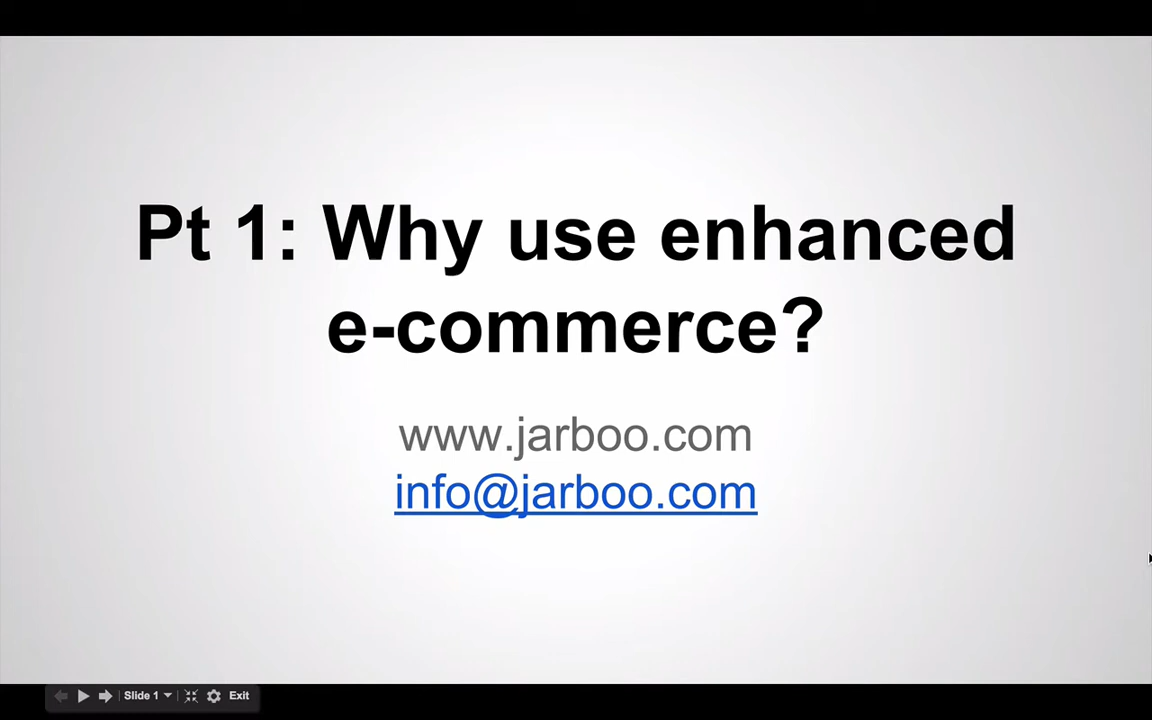 Pt 1: Why use enhanced
e-commerce?
www.jarboo.com
info@jarboo.com
Slide 1
Exit